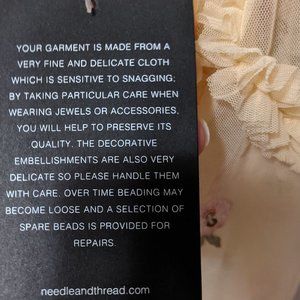 YOUR GARMENT IS MADE FROM A
VERY FINE AND DELICATE CLOTH
WHICH IS SENSITIVE TO SNAGGING;
BY TAKING PARTICULAR CARE WHEN
WEARING JEWELS OR ACCESSORIES,
YOU WILL HELP TO PRESERVE ITS
QUALITY. THE DECORATIVE
EMBELLISHMENTS ARE ALSO VERY
DELICATE SO PLEASE HANDLE THEM
WITH CARE. OVER TIME BEADING MAY
BECOME LOOSE AND A SELECTION OF
SPARE BEADS IS PROVIDED FOR
REPAIRS.
needleandthread.com